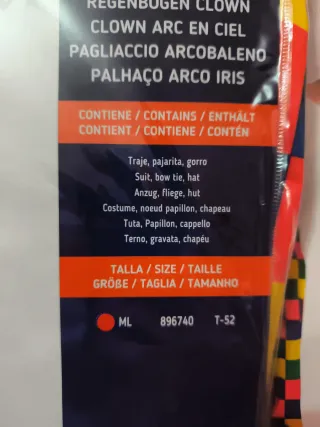 REGENBOGEN CLOWN
CLOWN ARC EN CIEL
PAGLIACCIO ARCOBALENO
PALHAÇO ARCO IRIS
CONTIENE / CONTAINS / ENTHÄLT
CONTIENT / CONTIENE / CONTÉN
Traje, pajarita, gorro
Suit, bow tie, hat
Anzug, fliege, hut
Costume, noeud papillon, chapeau
Tuta, Papillon, cappello
Terno, gravata, chapéu
TALLA / SIZE / TAILLE
GRÖßE / TAGLIA / TAMANHO
ML 896740 T-52